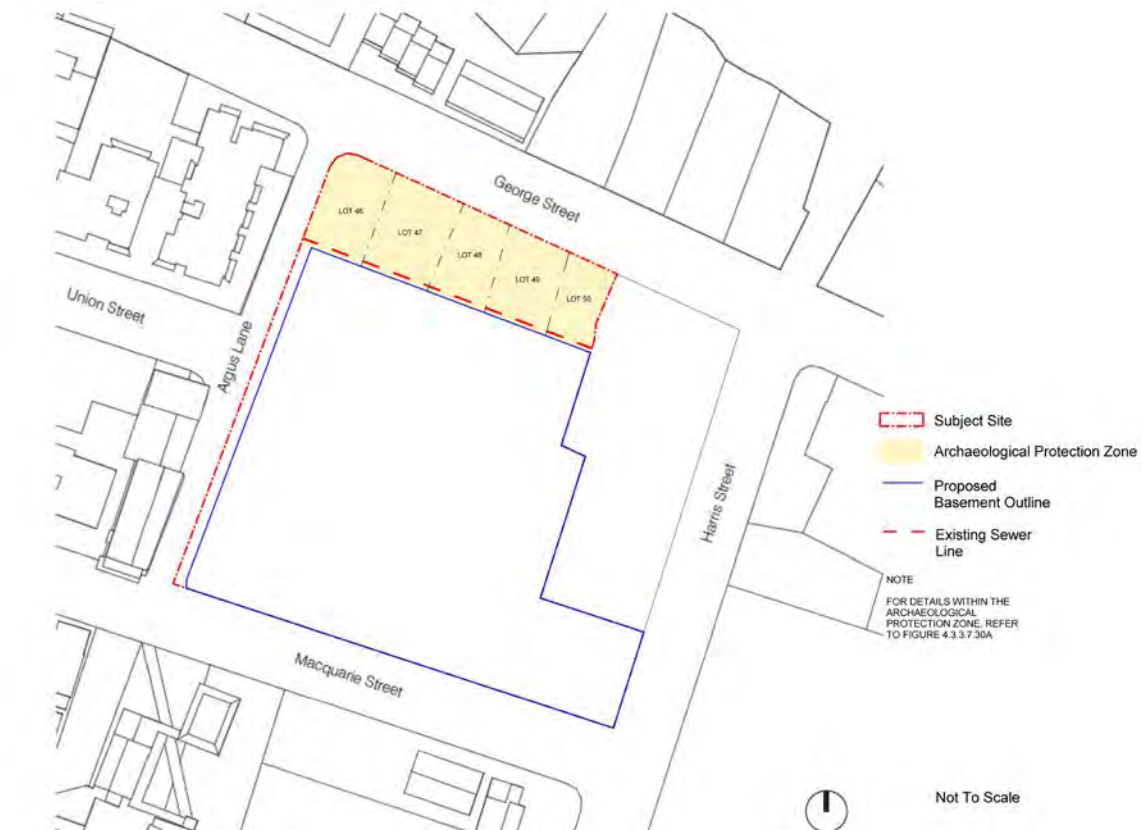 George Street
LOT 46
LOT 47
LOT 48
LOT 49
LOT 50
Union Street
Argus Lane
Harris Street
Macquarie Street
Subject Site
Archaeological Protection Zone
Proposed
Basement Outline
Existing Sewer
Line
NOTE
FOR DETAILS WITHIN THE
ARCHAEOLOGICAL
PROTECTION ZONE, REFER
TO FIGURE 4.3.3.7.30A
Not To Scale